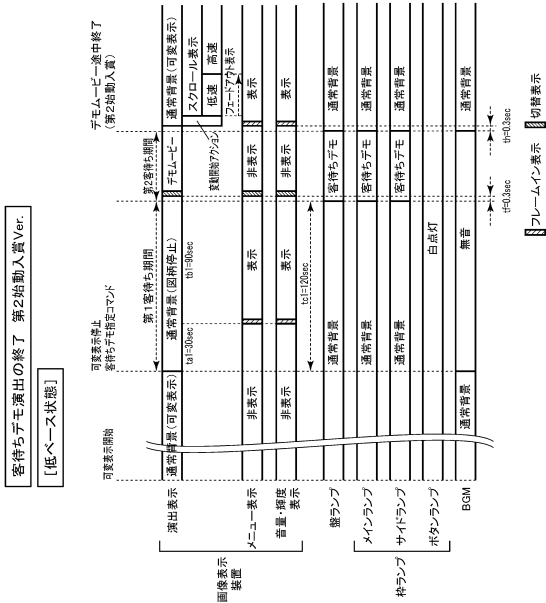 客待ちデモ演出の終了 第2始動入賞Ver.
［低ベース状態］
可変表示開始
可変表示停止
客待ちデモ指定コマンド
デモムービー途中終了
（第2始動入賞）
第1客待ち期間
第2客待ち期間
画像表示
装置
演出表示
通常背景(可変表示)
通常背景(図柄停止)
デモムービー
通常背景(可変表示)
スクロール表示
低速
高速
ta1=30sec
tb1=90sec
変動開始アクション
フェードアウト表示
メニュー表示
非表示
表示
非表示
表示
音量・輝度
表示
非表示
表示
非表示
表示
tc1=120sec
盤ランプ
通常背景
客待ちデモ
通常背景
枠ランプ
メインランプ
通常背景
客待ちデモ
通常背景
サイドランプ
通常背景
客待ちデモ
通常背景
ボタンランプ
白点灯
BGM
通常背景
無音
通常背景
tf=0.3sec
th=0.3sec
フレームイン表示
切替表示